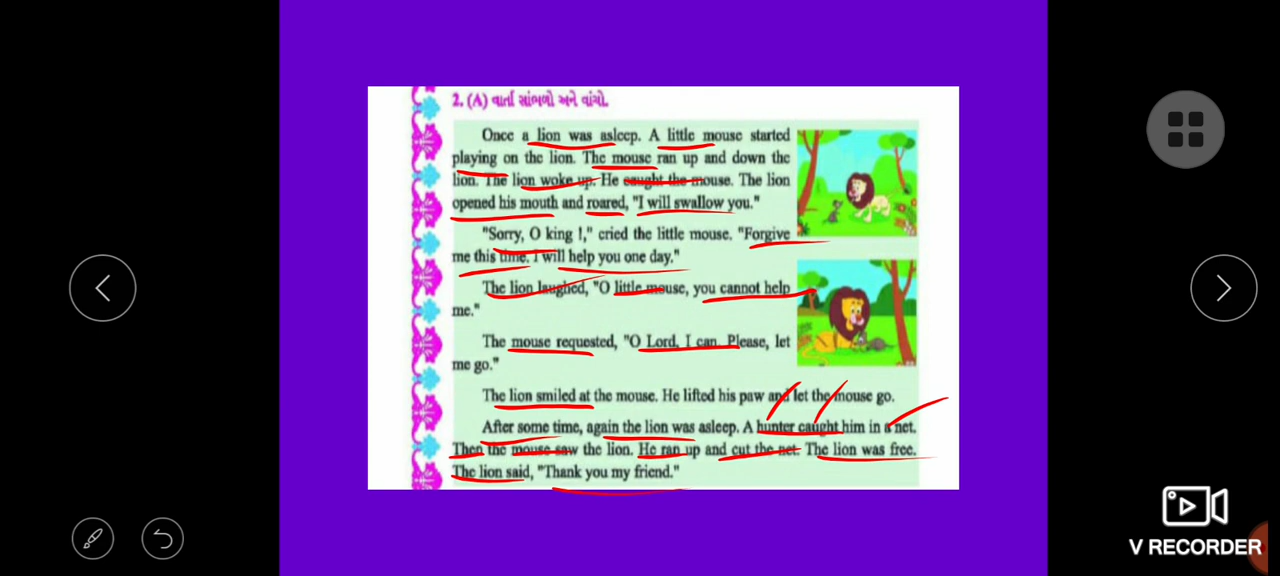 2. (A) વાર્તા સાંભળો અને વાંચો.
Once a lion was asleep. A little mouse started
playing on the lion. The mouse ran up and down the
lion. The lion woke up. He caught the mouse. The lion
opened his mouth and roared, "I will swallow you."
"Sorry, O king !," cried the little mouse. "Forgive
me this time. I will help you one day."
The lion laughed, "O little mouse, you cannot help
me."
The mouse requested, "O Lord, I can. Please, let
me go."
The lion smiled at the mouse. He lifted his paw and let the mouse go.
After some time, again the lion was asleep. A hunter caught him in a net.
Then the mouse saw the lion. He ran up and cut the net. The lion was free.
The lion said, "Thank you my friend."
V RECORDER